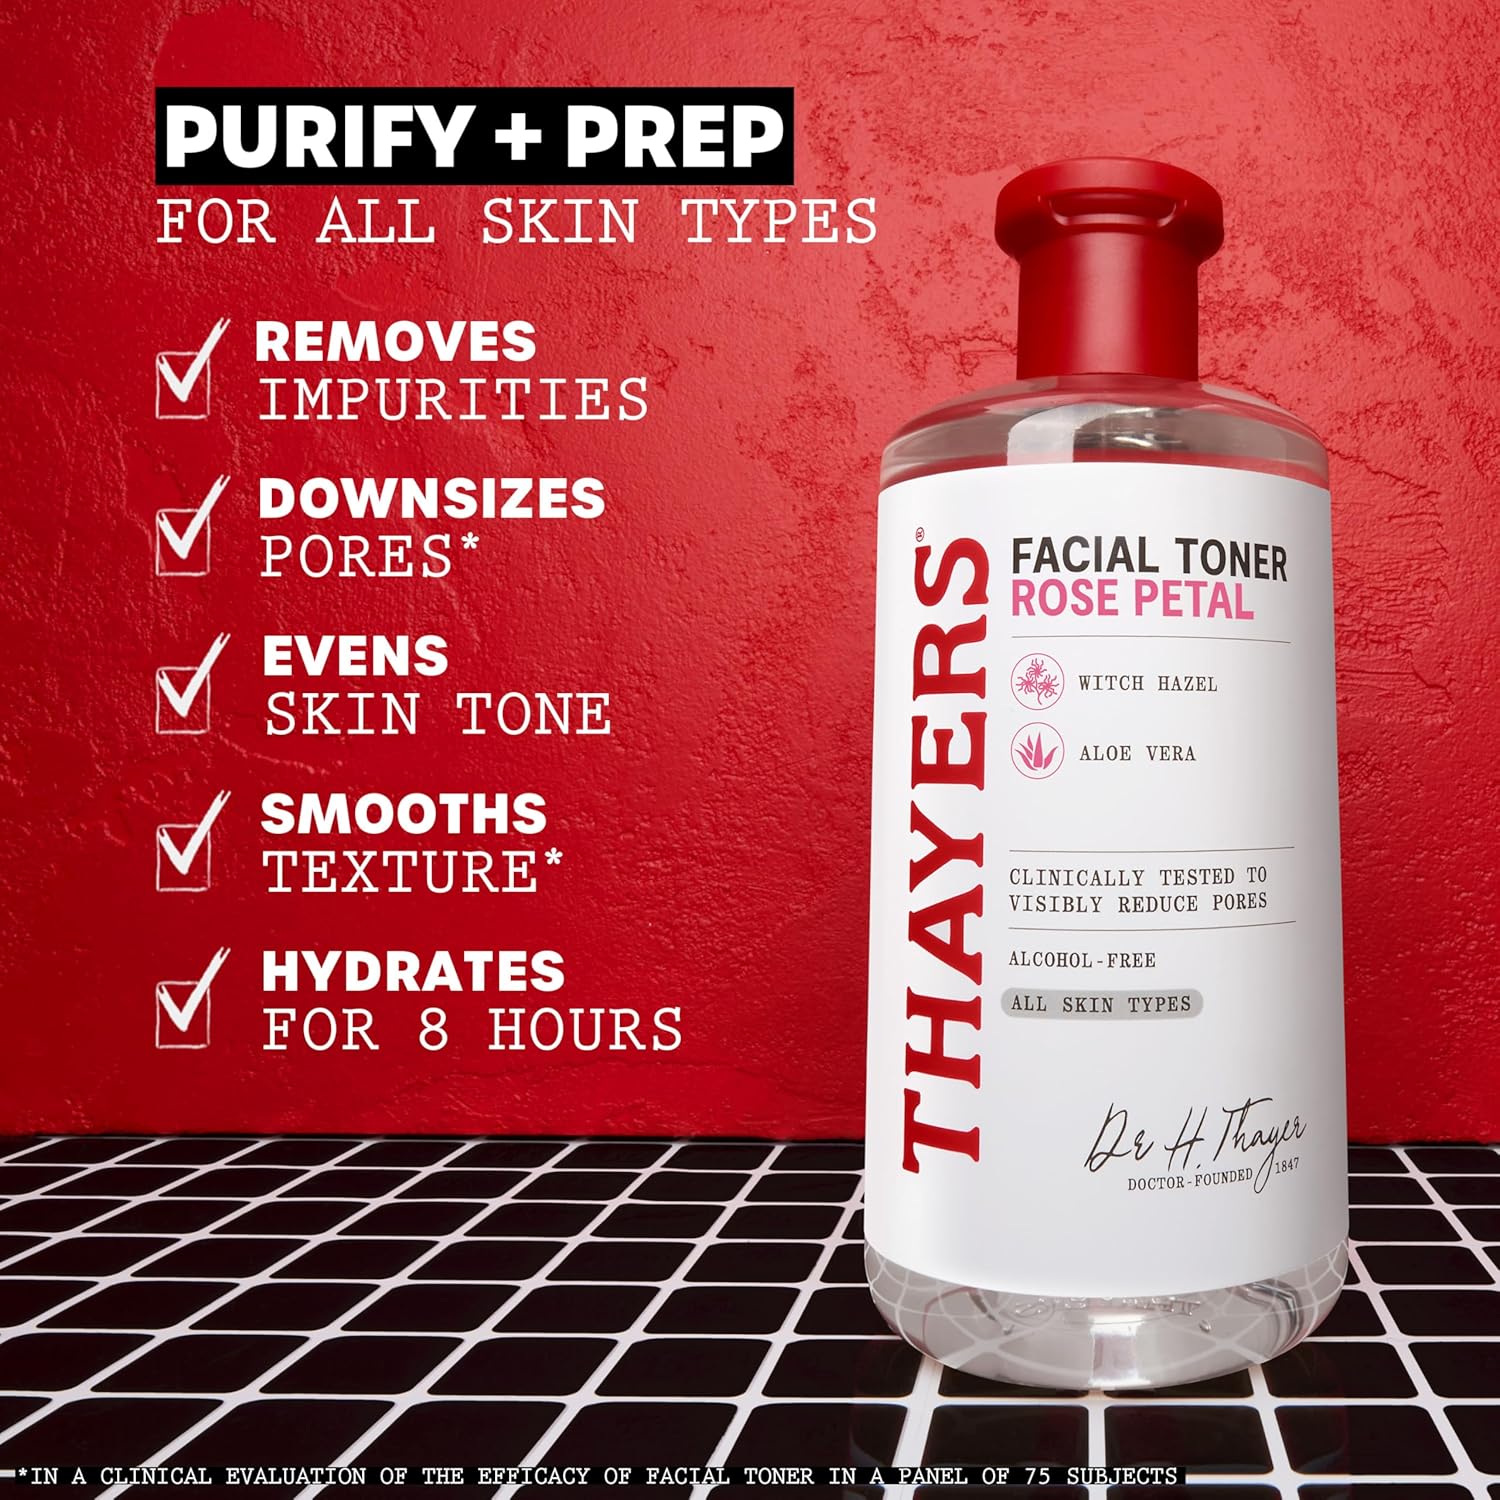 PURIFY + PREP
FOR ALL SKIN TYPES
REMOVES
IMPURITIES
DOWNSIZES
PORES*
EVENS
SKIN TONE
SMOOTHS
TEXTURE*
HYDRATES
FOR 8 HOURS
THAYERS®
FACIAL TONER
ROSE PETAL
WITCH HAZEL
ALOE VERA
CLINICALLY TESTED TO
VISIBLY REDUCE PORES
ALCOHOL-FREE
ALL SKIN TYPES
Dr H. Thayer
DOCTOR-FOUNDED 1847
*IN A CLINICAL EVALUATION OF THE EFFICACY OF FACIAL TONER IN A PANEL OF 75 SUBJECTS